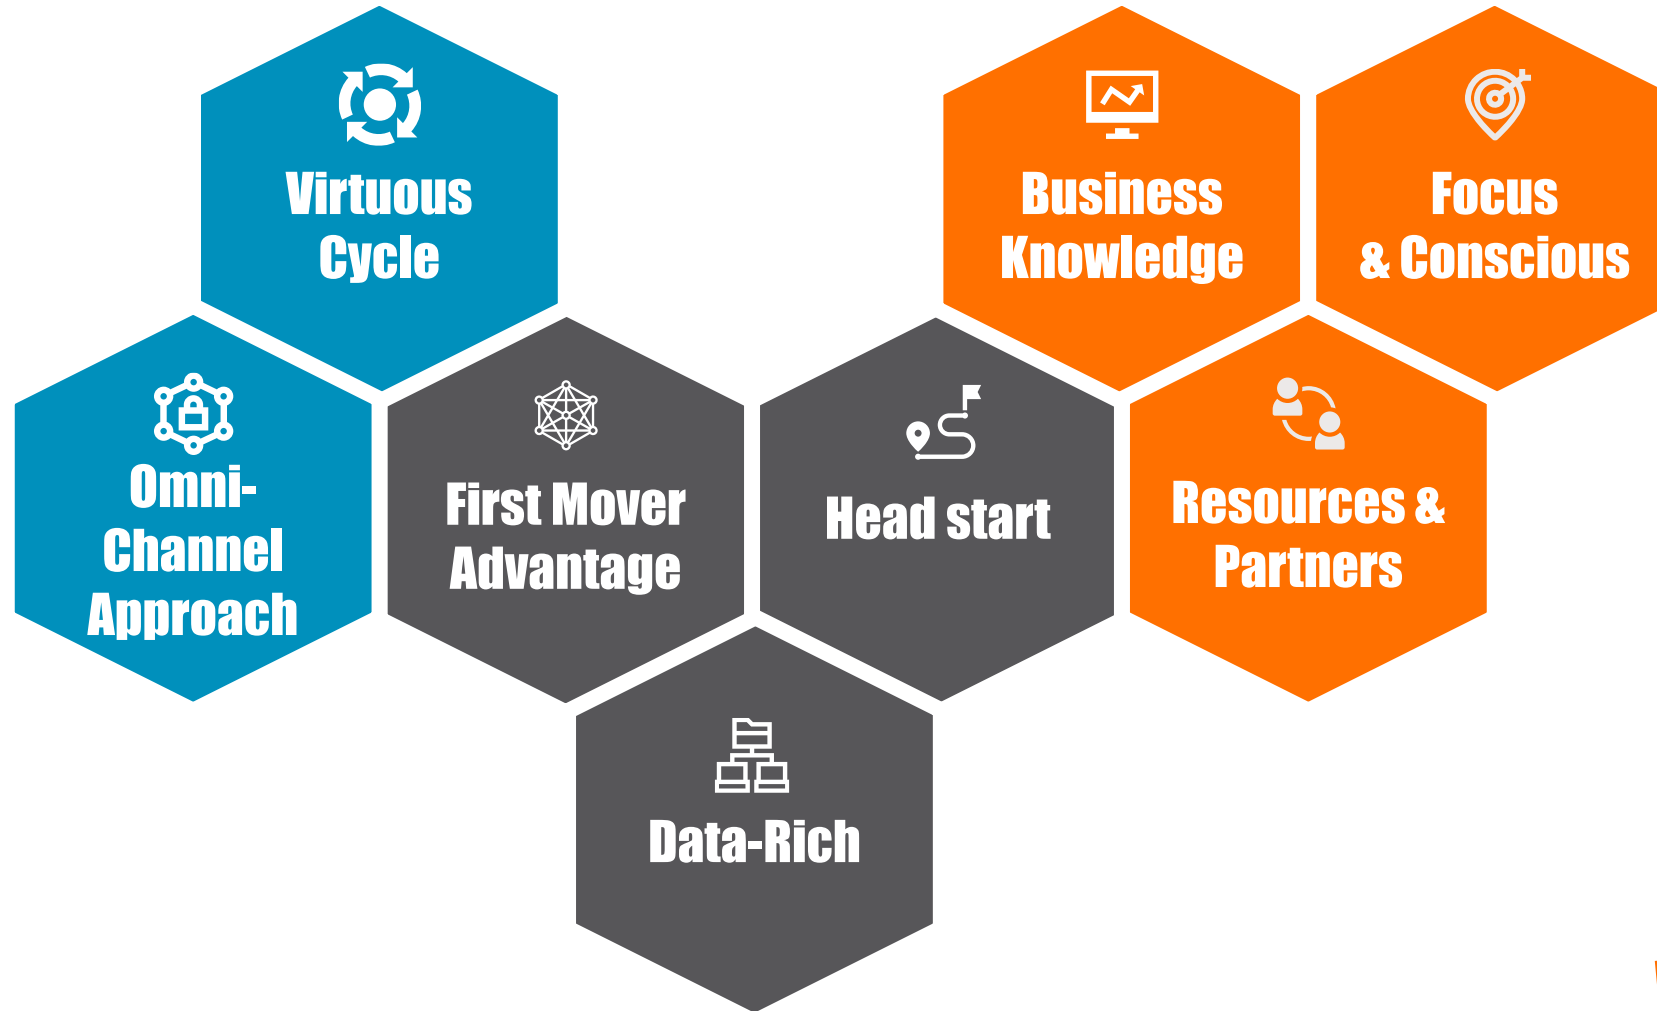 Virtuous
Cycle
Business
Knowledge
Focus
& Conscious
Omni-
Channel
Approach
First Mover
Advantage
Head start
Resources &
Partners
Data-Rich